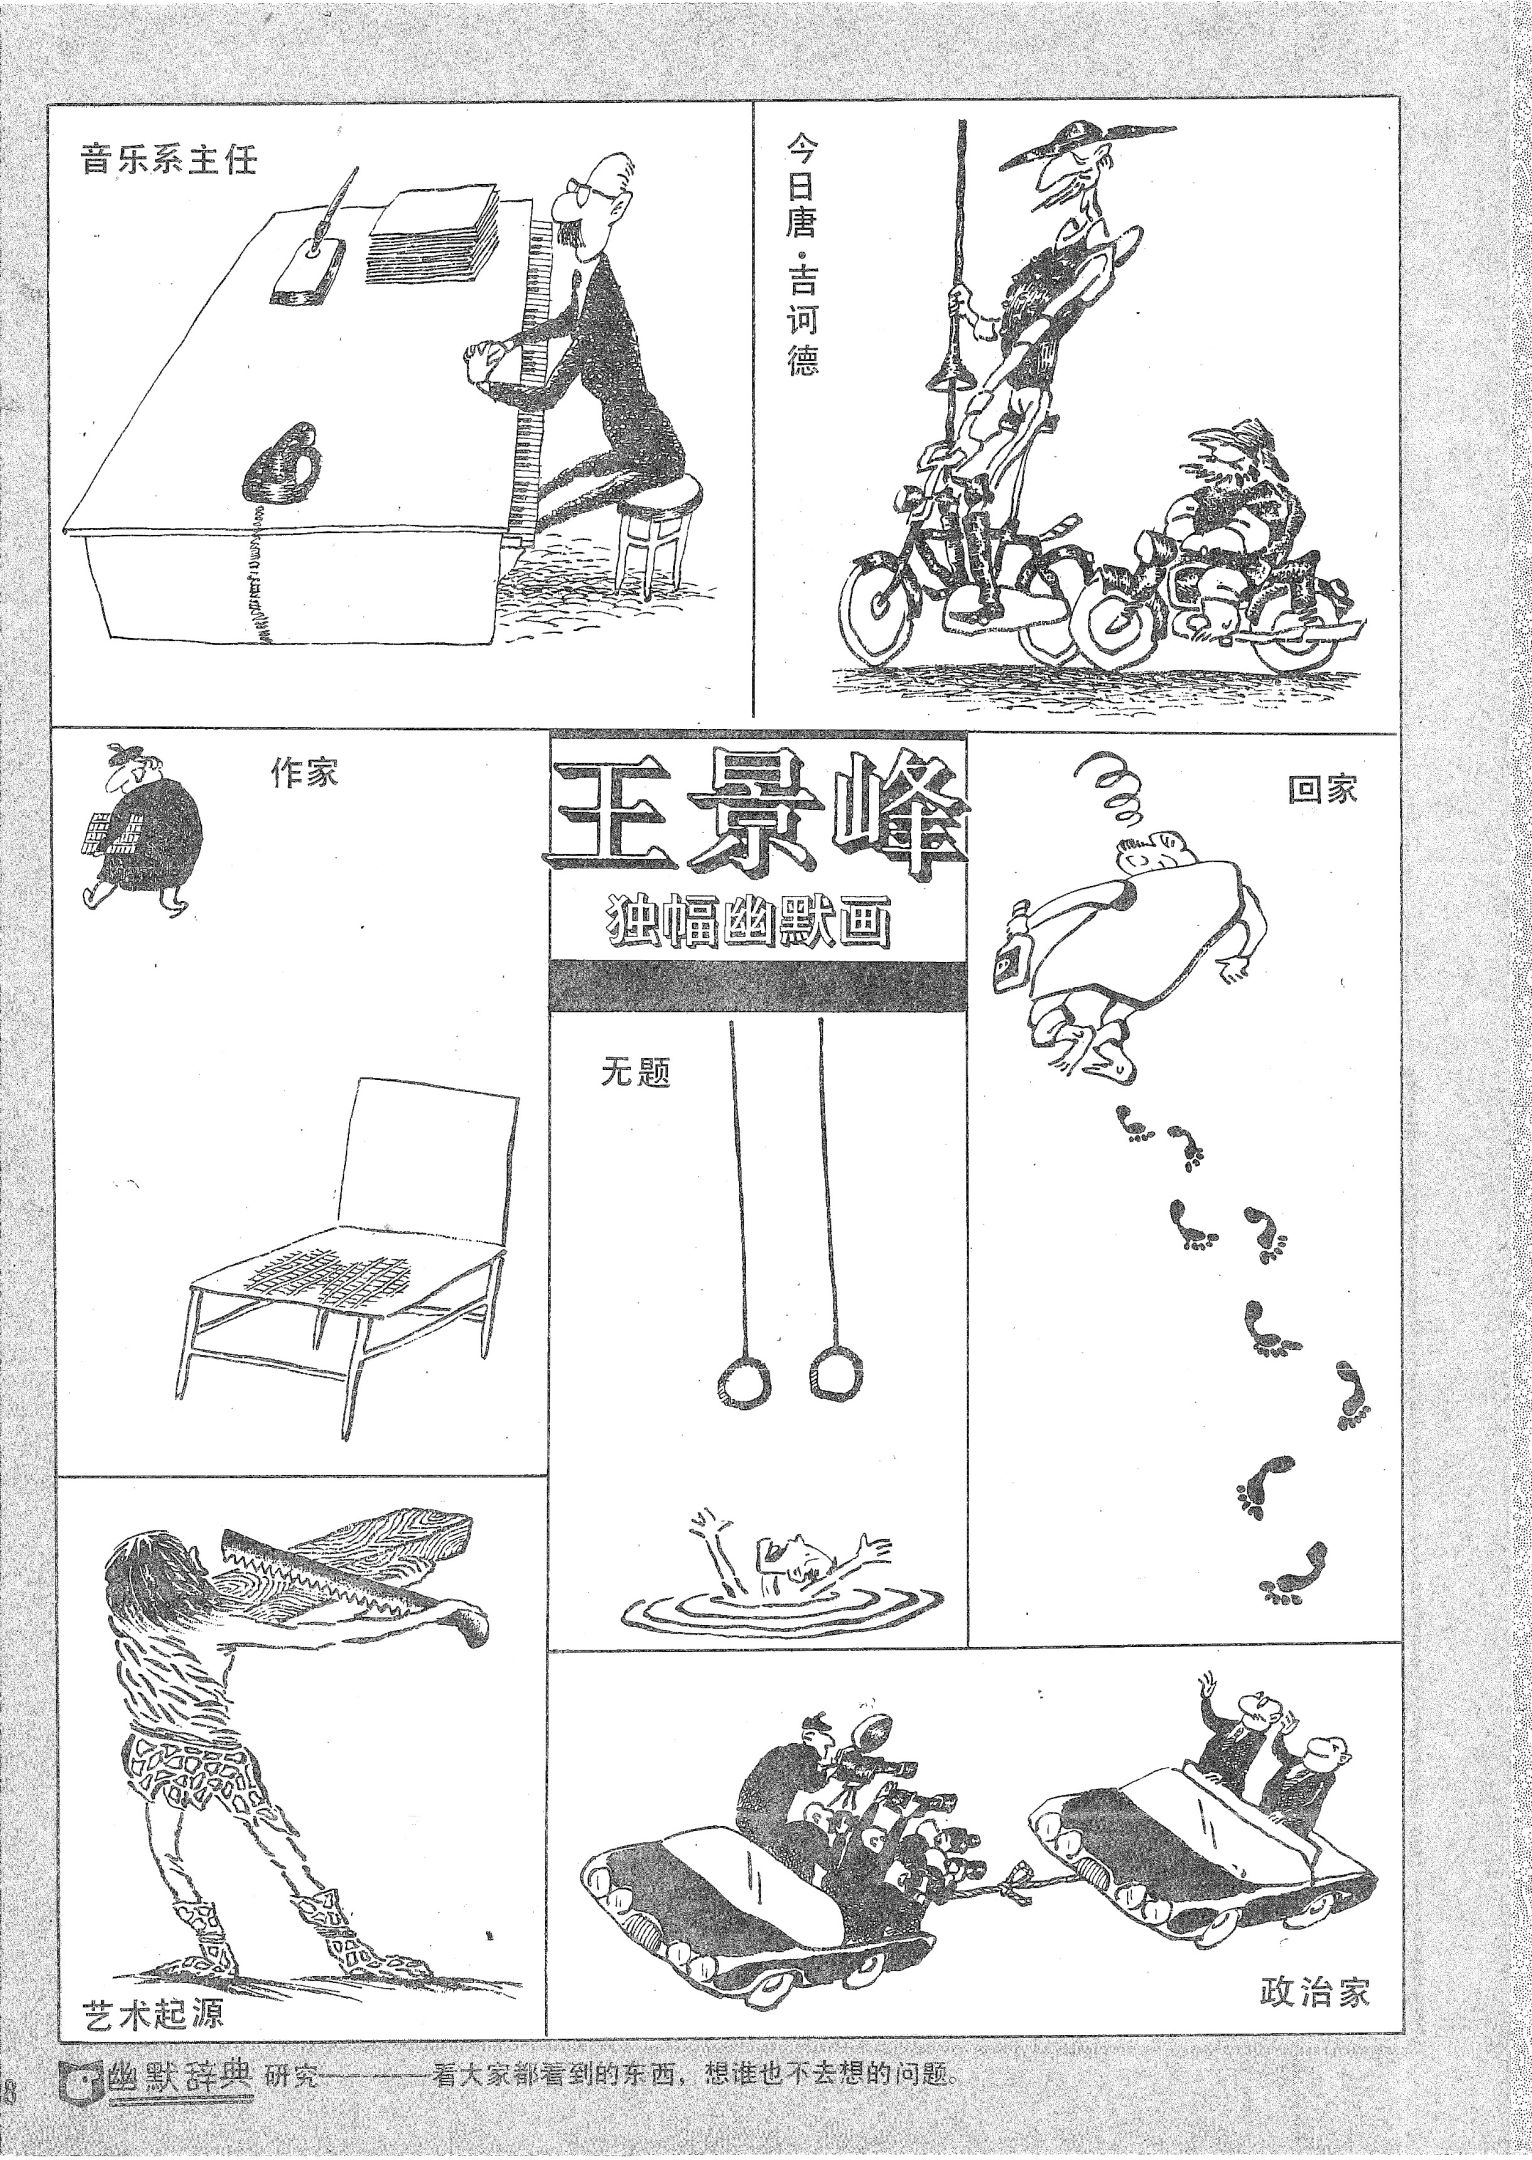 音乐系主任
今日唐·吉诃德
作家
王景峰
独幅幽默画
回家
无题
艺术起源
政治家
幽默辞典 研究————看大家都看到的东西，想谁也不去想的问题。
8